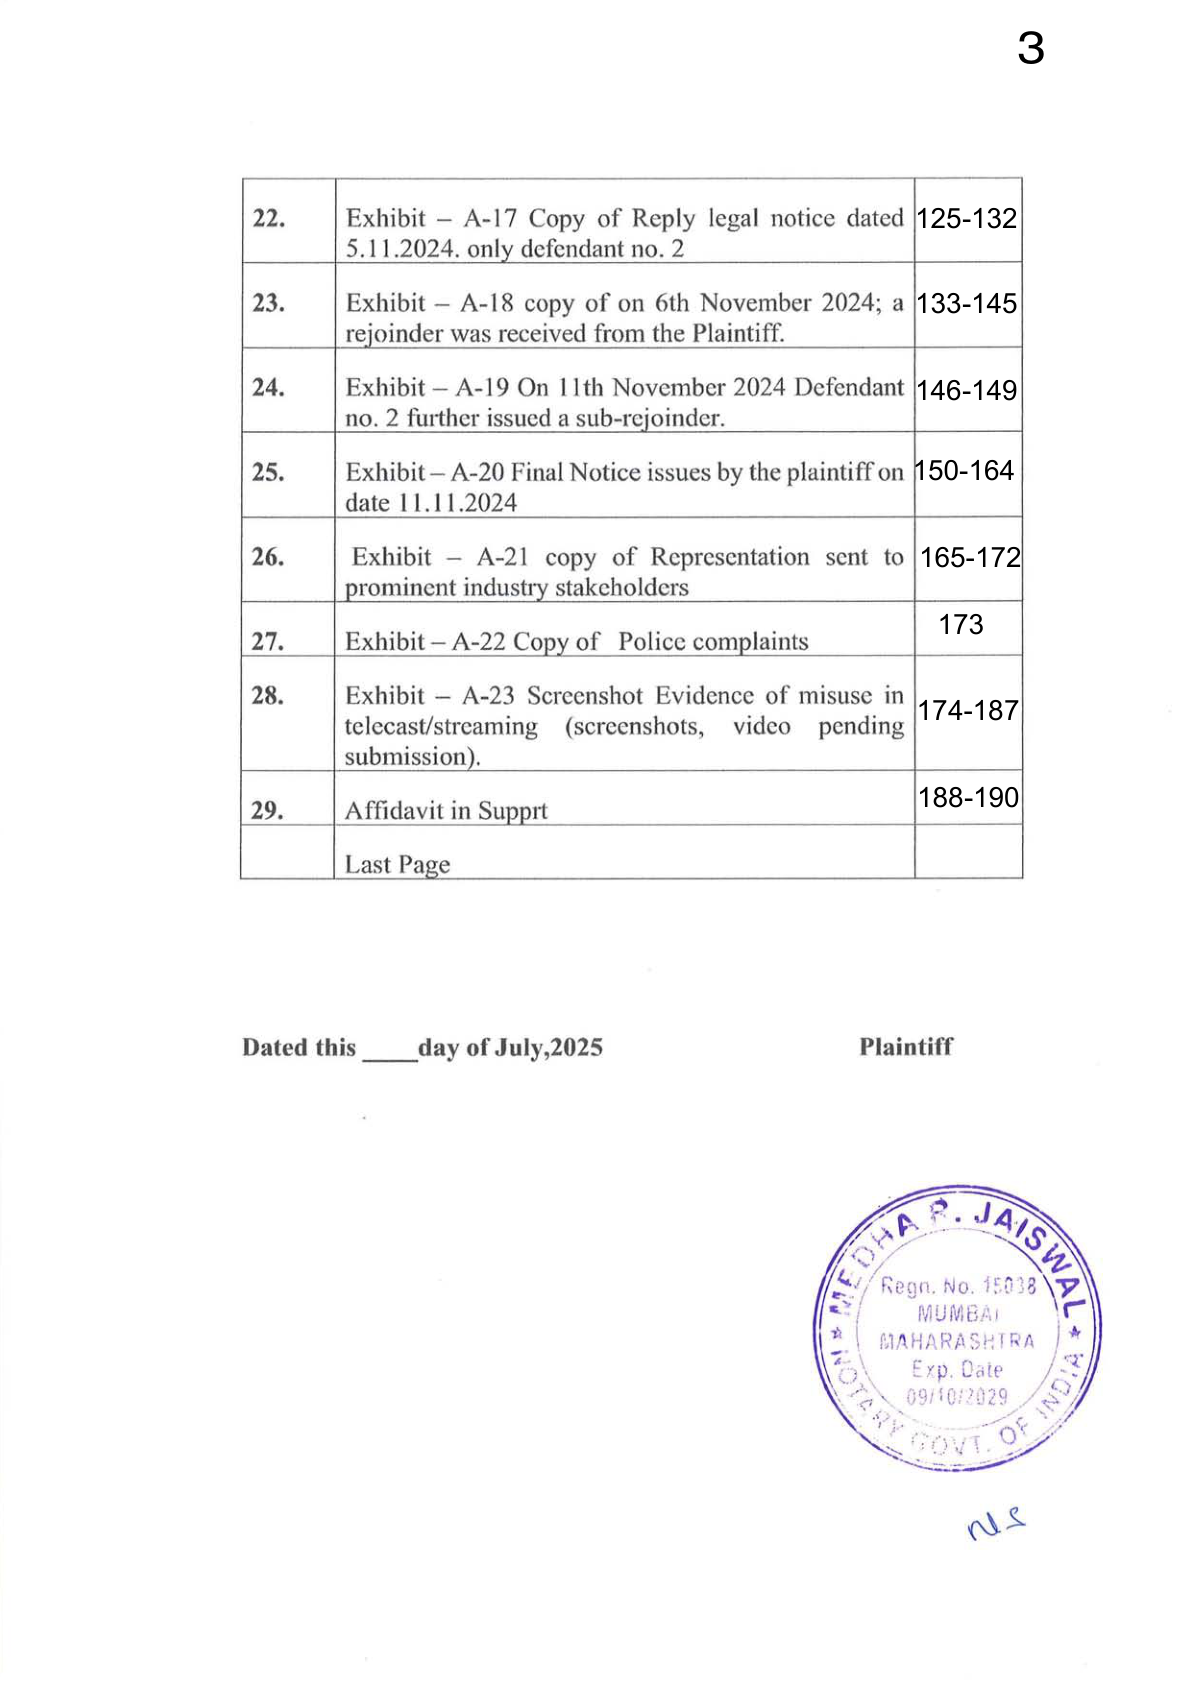 3
22. Exhibit – A-17 Copy of Reply legal notice dated 125-132
5.11.2024. only defendant no. 2
23. Exhibit – A-18 copy of on 6th November 2024; a 133-145
rejoinder was received from the Plaintiff.
24. Exhibit – A-19 On 11th November 2024 Defendant 146-149
no. 2 further issued a sub-rejoinder.
25. Exhibit – A-20 Final Notice issues by the plaintiff on 150-164
date 11.11.2024
26. Exhibit – A-21 copy of Representation sent to 165-172
prominent industry stakeholders
27. Exhibit – A-22 Copy of Police complaints 173
28. Exhibit – A-23 Screenshot Evidence of misuse in 174-187
telecast/streaming (screenshots, video pending
submission).
29. Affidavit in Supprt 188-190
Last Page
Dated this ____day of July,2025 Plaintiff
MEDHA R. JAISWAL
Regn. No. 15038
MUMBAI
MAHARASHTRA
Exp. Date
09/10/2029
NOTARY GOVT. OF INDIA